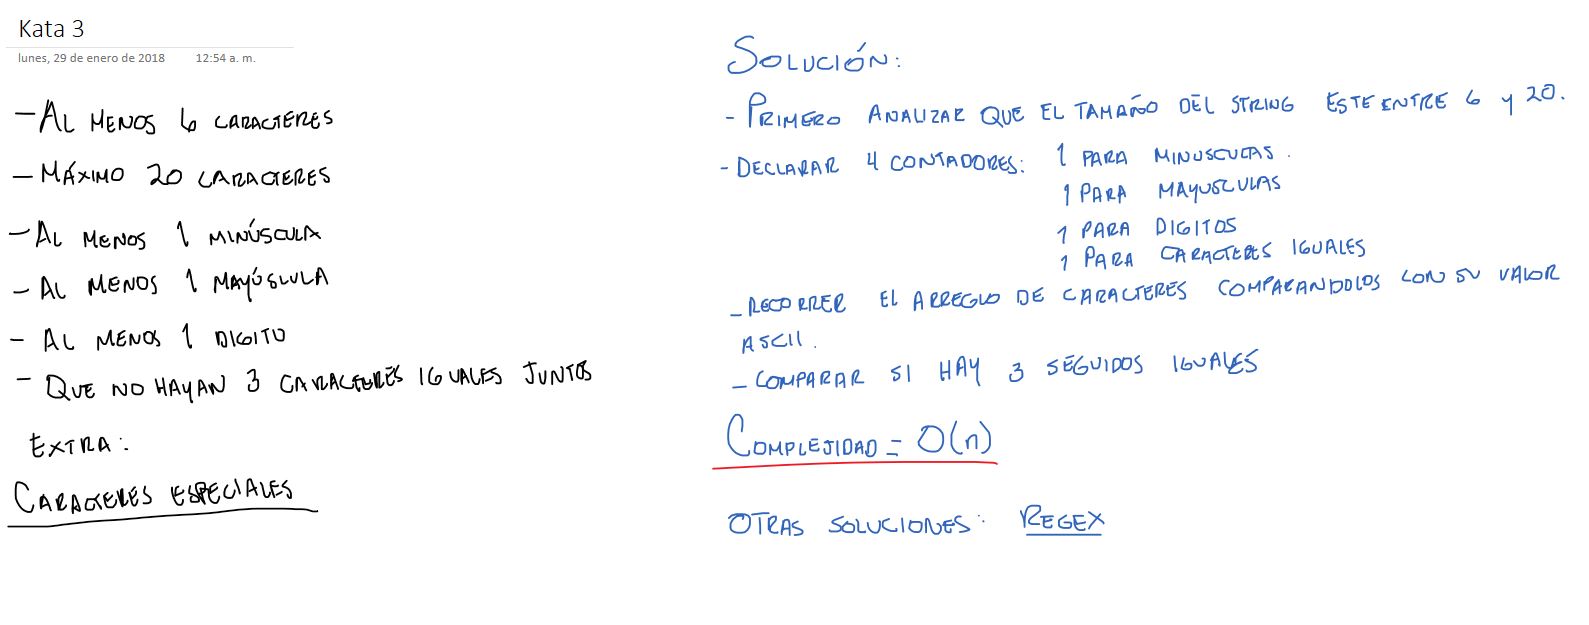 Kata 3
lunes, 29 de enero de 2018 12:54 a. m.
- AL MENOS 6 CARACTERES
- MÁXIMO 20 CARACTERES
- AL MENOS 1 MINÚSCULA
- AL MENOS 1 MAYÚSLULA
- AL MENOS 1 DIGITO
- QUE NO HAYAN 3 CARACTERES IGUALES JUNTOS
EXTRA:
CARACTERES ESPECIALES
SOLUCIÓN:
- PRIMERO ANALIZAR QUE EL TAMAÑO DEL STRING ESTE ENTRE 6 y 20.
- DECLARAR 4 CONTADORES: 1 PARA MINUSCULAS.
1 PARA MAYUSCULAS
1 PARA DIGITOS
1 PARA CARACTERES IGUALES
- RECORRER EL ARREGLO DE CARACTERES COMPARANDOLOS CON SU VALOR
ASCII.
- COMPARAR SI HAY 3 SEGUIDOS IGUALES
COMPLEJIDAD = O(n)
OTRAS SOLUCIONES: REGEX